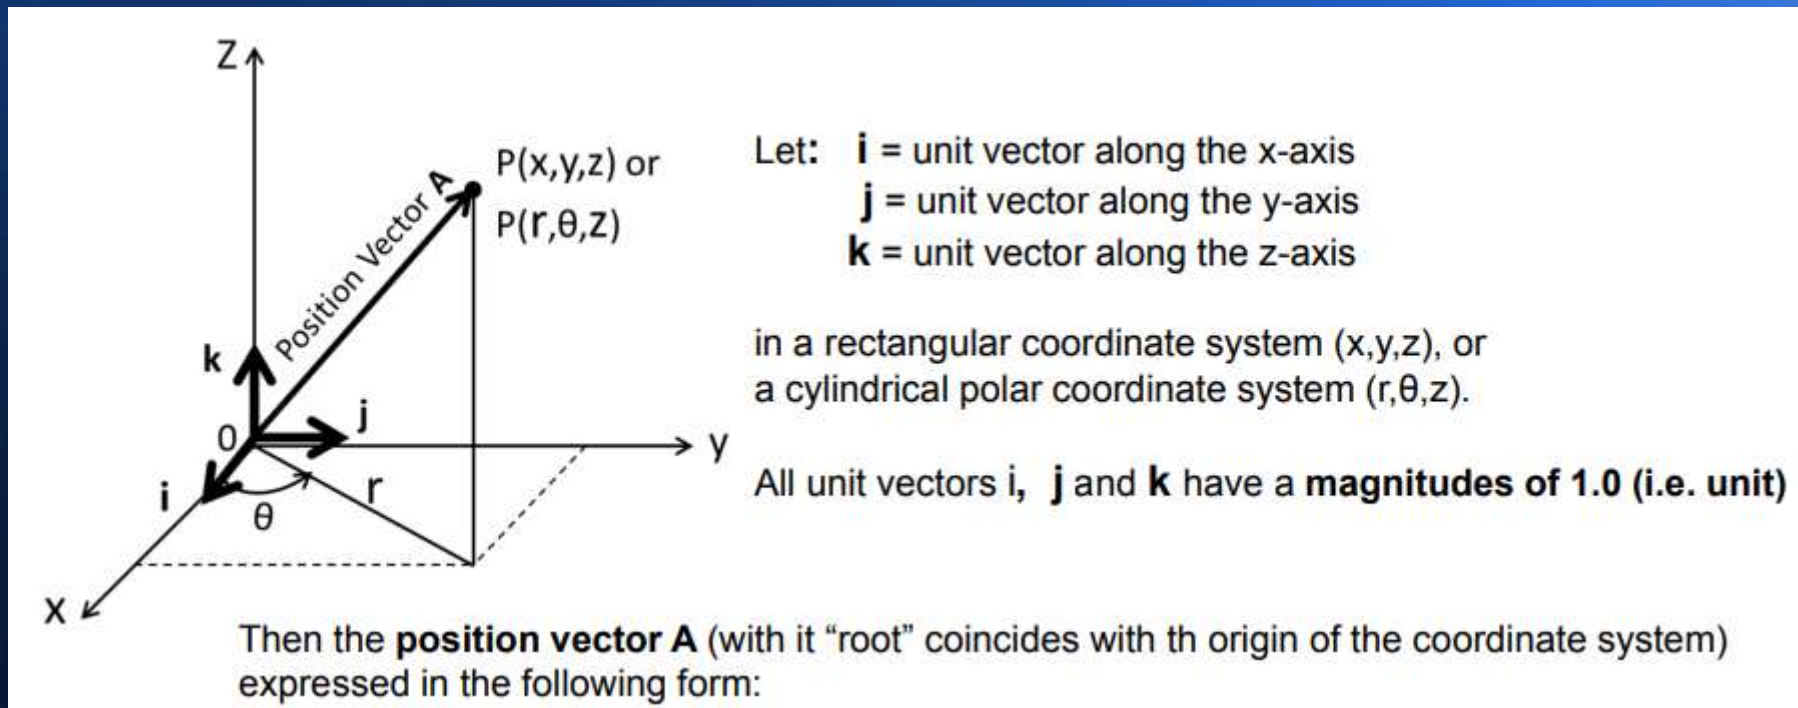 Z
P(x,y,z) or
P(r,θ,z)
Position Vector A
k
j
0
y
i
r
θ
X
Let: i = unit vector along the x-axis
j = unit vector along the y-axis
k = unit vector along the z-axis
in a rectangular coordinate system (x,y,z), or
a cylindrical polar coordinate system (r,θ,z).
All unit vectors i, j and k have a magnitudes of 1.0 (i.e. unit)
Then the position vector A (with it “root” coincides with th origin of the coordinate system)
expressed in the following form: